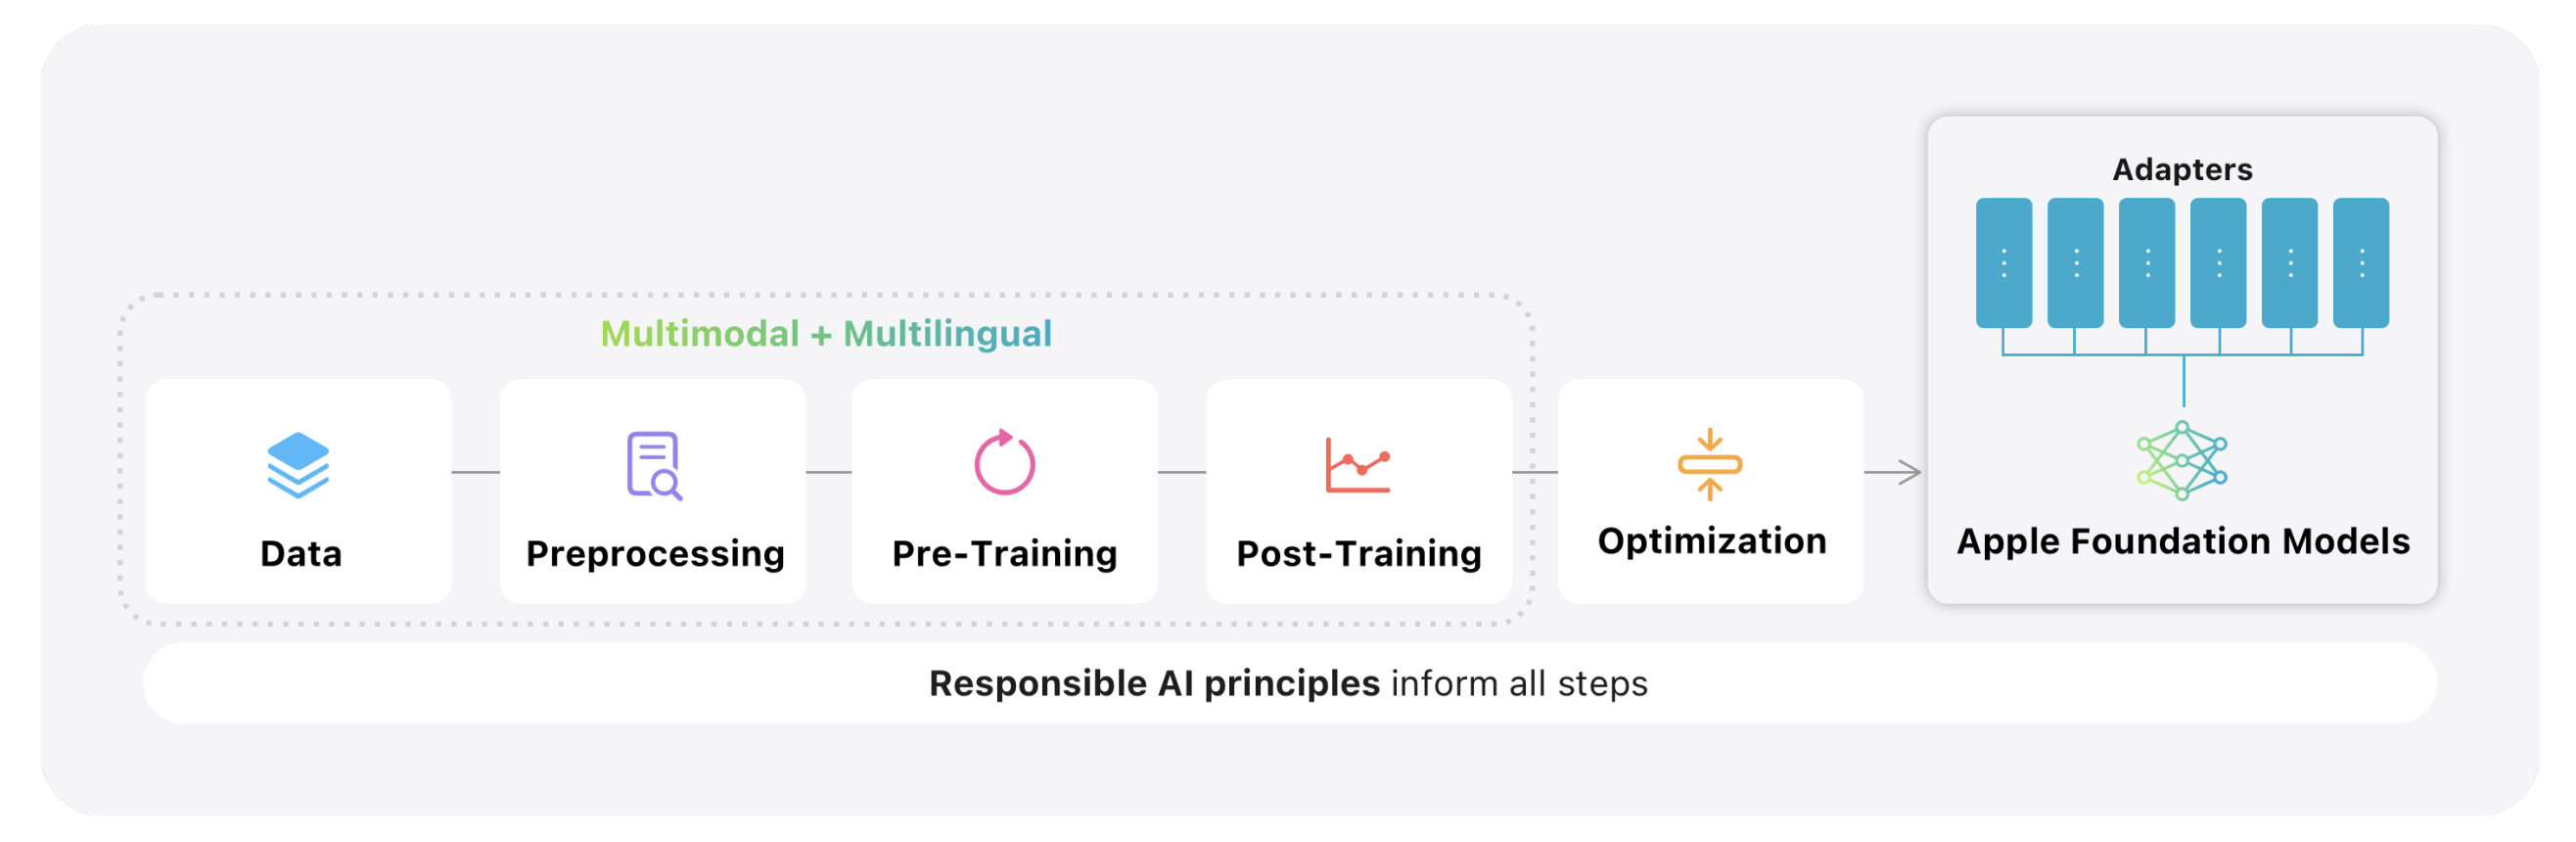 Adapters
Multimodal + Multilingual
Data
Preprocessing
Pre-Training
Post-Training
Optimization
Apple Foundation Models
Responsible AI principles inform all steps